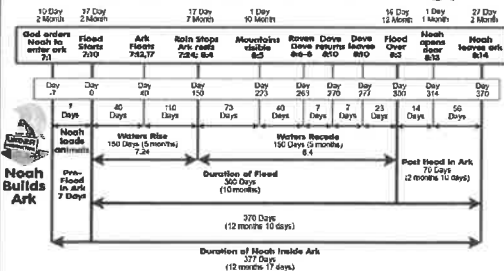 10 Day
2 Month
17 Day
2 Month
17 Day
7 Month
1 Day
10 Month
16 Day
12 Month
1 Day
1 Month
27 Day
2 Month
God orders
Noah to
enter ark
7:1
Flood
Starts
7:10
Ark
Floats
7:12,17
Rain Stops
Ark rests
7:24; 8:4
Mountains
visible
8:5
Raven
Dove
8:6-8
Dove
returns
8:10
Dove
leaves
8:10
Flood
Over
8:3
Noah
opens
door
8:13
Noah
leaves ark
8:14
Day
-7
Day
0
Day
40
Day
150
Day
223
Day
263
Day
270
Day
277
Day
300
Day
314
Day
370
7
Days
40
Days
110
Days
73
Days
40
Days
7
Days
7
Days
23
Days
14
Days
56
Days
Noah
loads
animals
Waters Rise
150 Days (5 months)
7:24
Waters Recede
150 Days (5 months)
8:4
Post flood in Ark
70 Days
(2 months 10 days)
UNDER
Noah
Builds
Ark
Pre-
Flood
in Ark
7 Days
Duration of Flood
300 Days
(10 months)
370 Days
(12 months 10 days)
Duration of Noah Inside Ark
377 Days
(12 months 17 days)